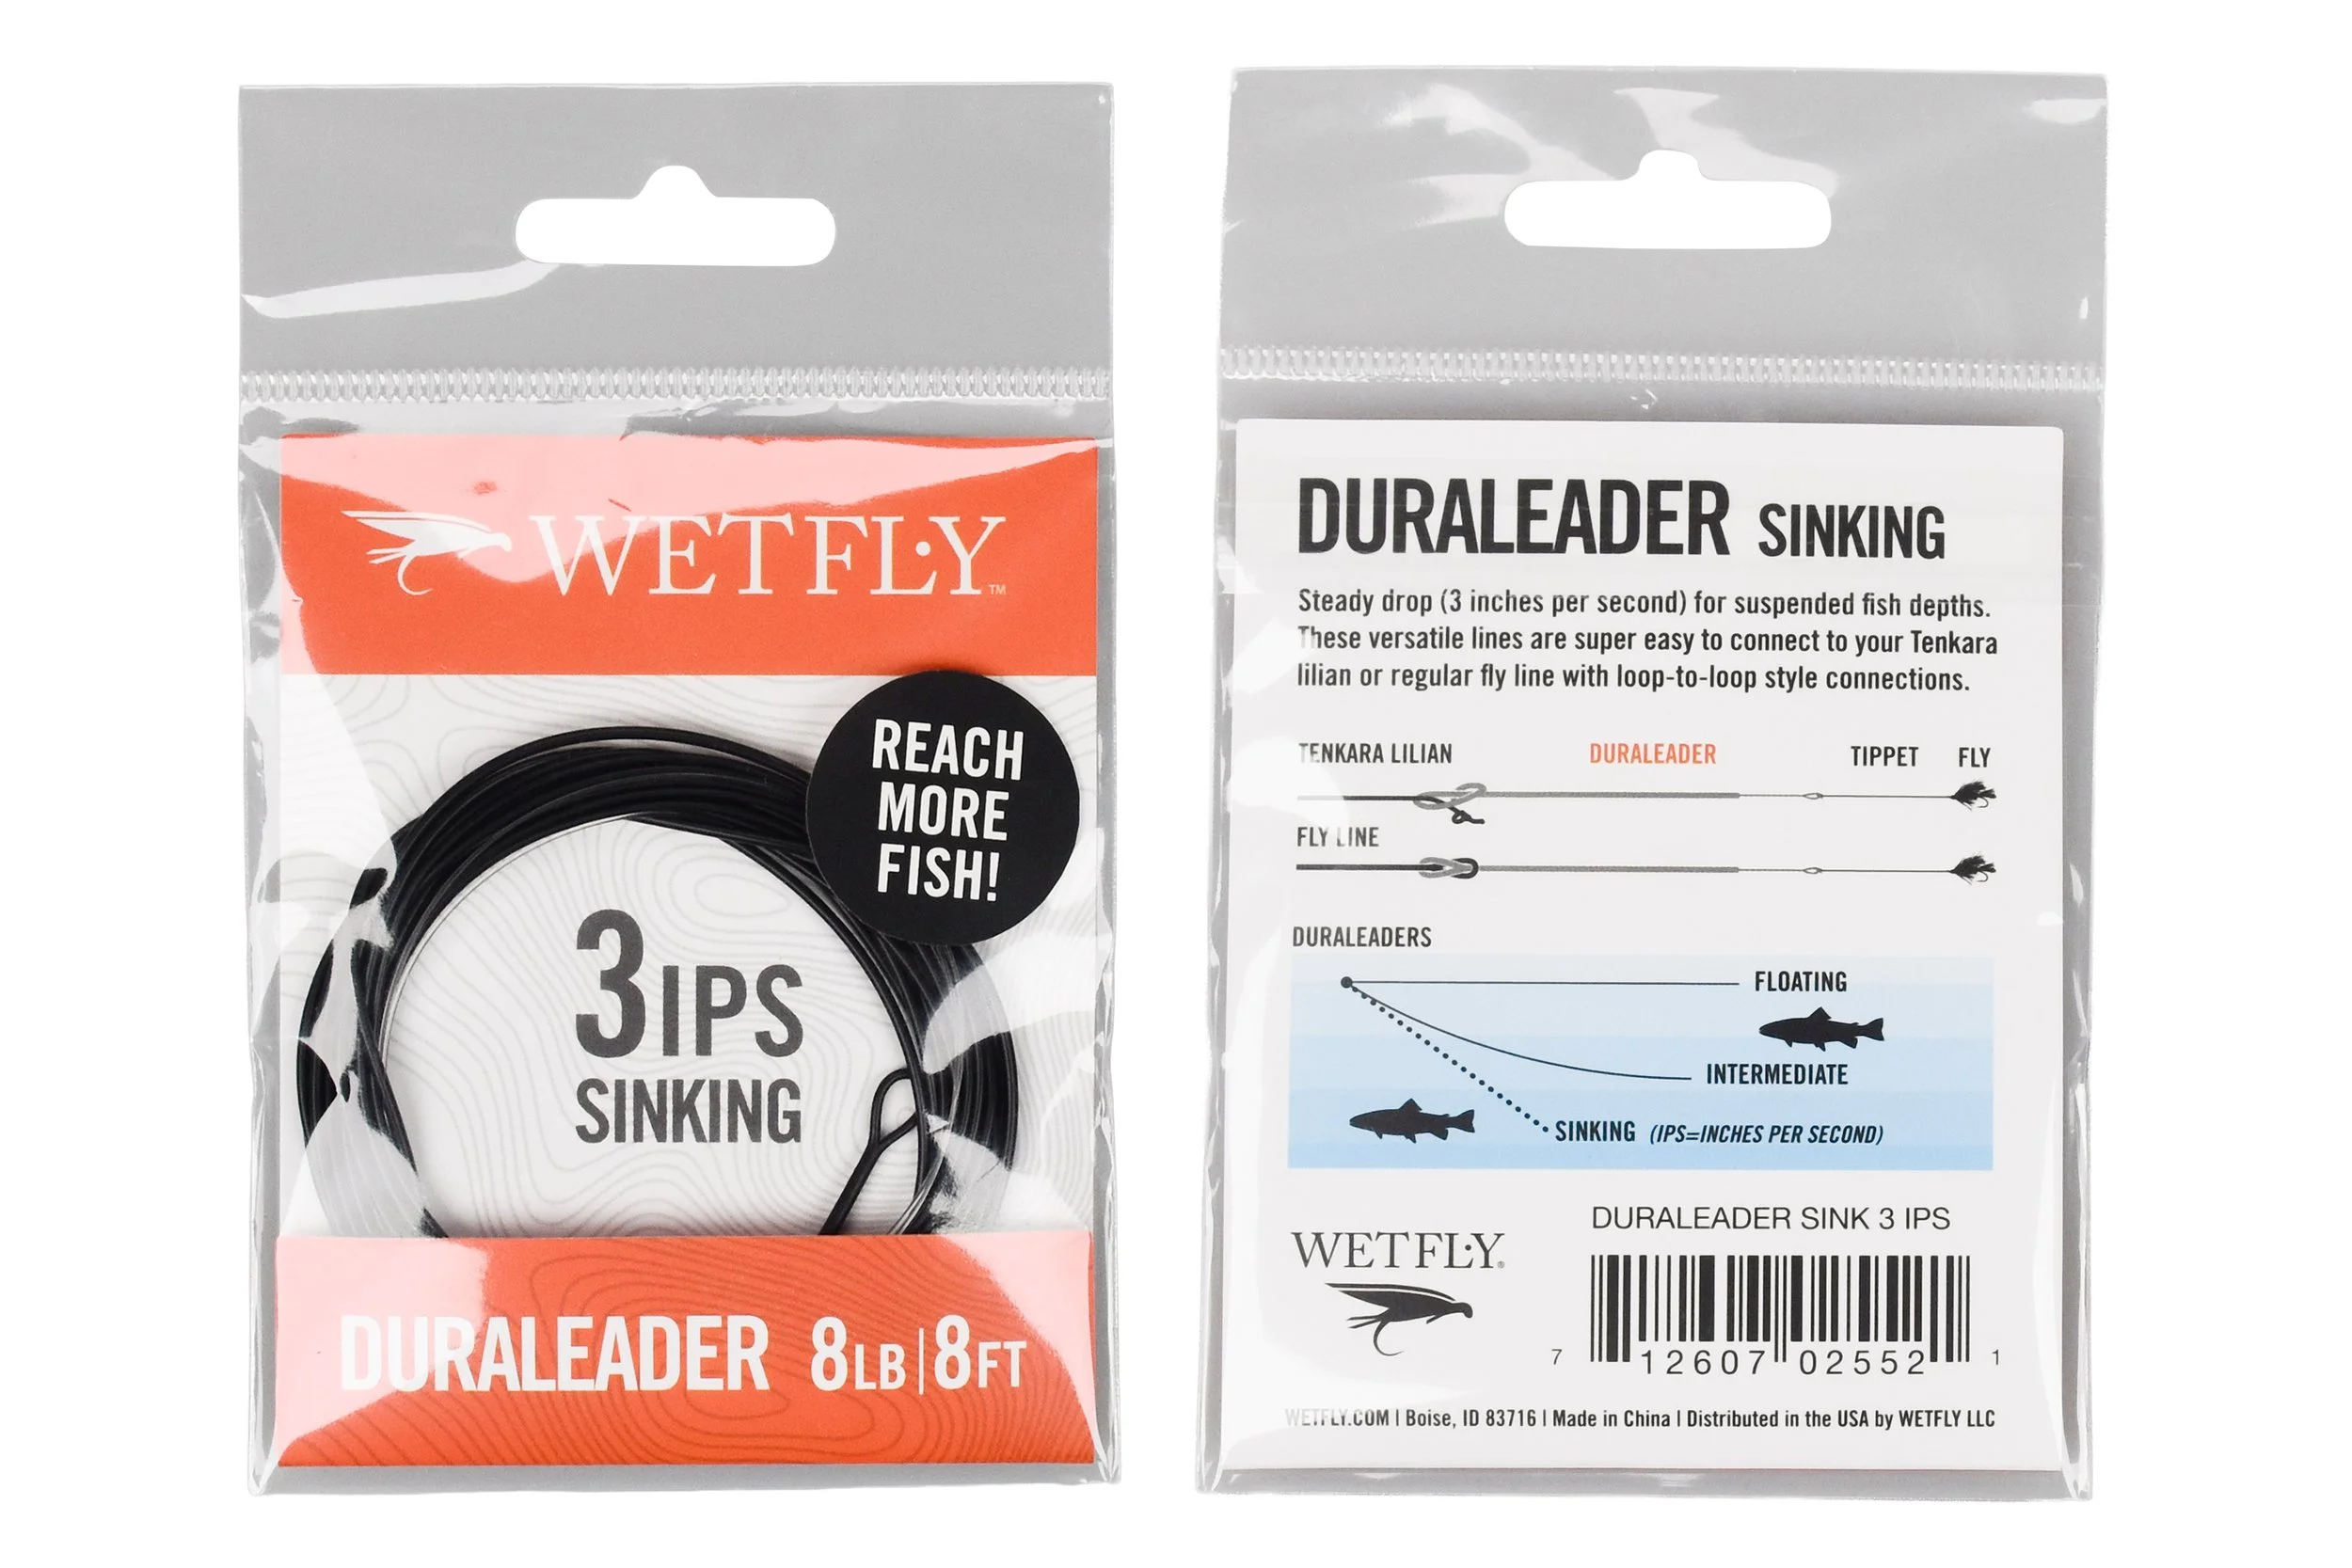 WETFLY™
REACH
MORE
FISH!
3 IPS
SINKING
DURALEADER 8LB|8FT
DURALEADER SINKING
Steady drop (3 inches per second) for suspended fish depths.
These versatile lines are super easy to connect to your Tenkara
lilian or regular fly line with loop-to-loop style connections.
TENKARA LILIAN DURALEADER TIPPET FLY
FLY LINE
DURALEADERS
FLOATING
INTERMEDIATE
SINKING (IPS=INCHES PER SECOND)
DURALEADER SINK 3 IPS
WETFLY®
7 12607 02552 1
WETFLY.COM | Boise, ID 83716 | Made in China | Distributed in the USA by WETFLY LLC